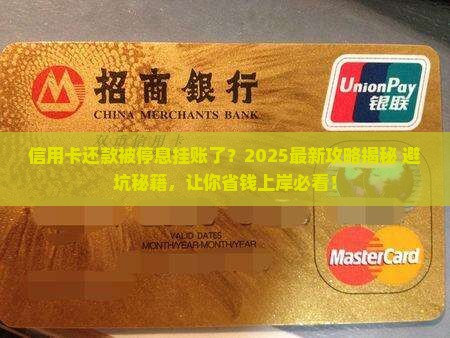 招商銀行
CHINA MERCHANTS BANK
UnionPay
银联
信用卡还款被停息挂账了？2025最新攻略揭秘 避
坑秘籍，让你省钱上岸必看！
VALID DATES
MONTH/YEAR-MONTH/YEAR
MasterCard